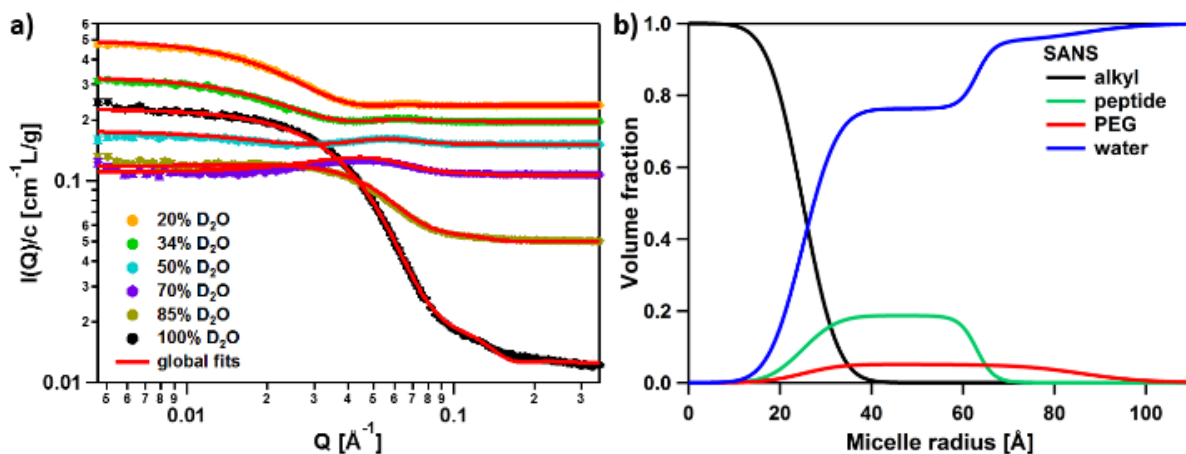 a)
I(Q)/c [cm⁻¹L/g]
6
5
4
3
2
0.1
6
5
4
3
2
0.01
20% D₂O
34% D₂O
50% D₂O
70% D₂O
85% D₂O
100% D₂O
global fits
5 6 7 8 9 0.01 2 3 4 5 6 7 8 9 0.1 2 3
Q [Å⁻¹]
b)
Volume fraction
1.0
0.8
0.6
0.4
0.2
0.0
SANS
alkyl
peptide
PEG
water
0 20 40 60 80 100
Micelle radius [Å]